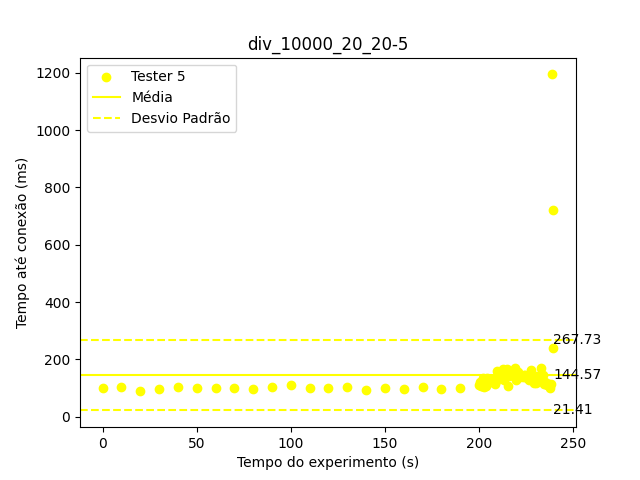 div_10000_20_20-5
Tester 5
Média
Desvio Padrão
Tempo até conexão (ms)
1200
1000
800
600
400
200
0
267.73
144.57
21.41
0
50
100
150
200
250
Tempo do experimento (s)